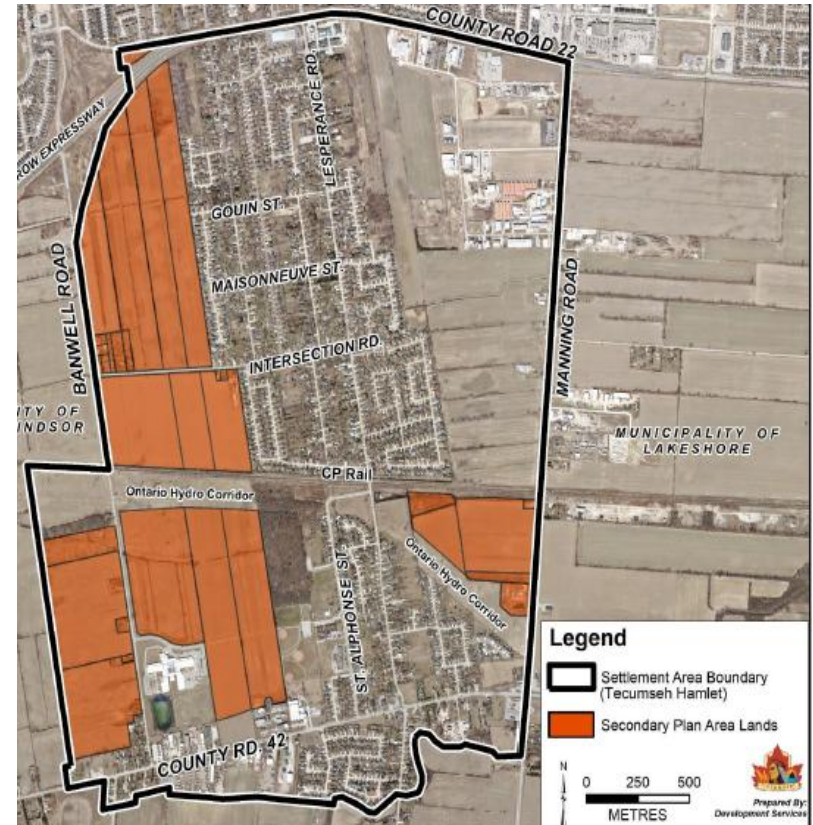 COUNTY ROAD 22
LESPERANCE RD.
ROW EXPRESSWAY
GOUIN ST.
MAISONNEUVE ST.
BANWELL ROAD
MANNING ROAD
INTERSECTION RD.
ITY OF
INDSOR
MUNICIPALITY OF
LAKESHORE
CP Rail
Ontario Hydro Corridor
Ontario Hydro Corridor
ST. ALPHONSE ST.
COUNTY RD. 42
Legend
Settlement Area Boundary
(Tecumseh Hamlet)
Secondary Plan Area Lands
N
0 250 500
METRES
Prepared By:
Development Services